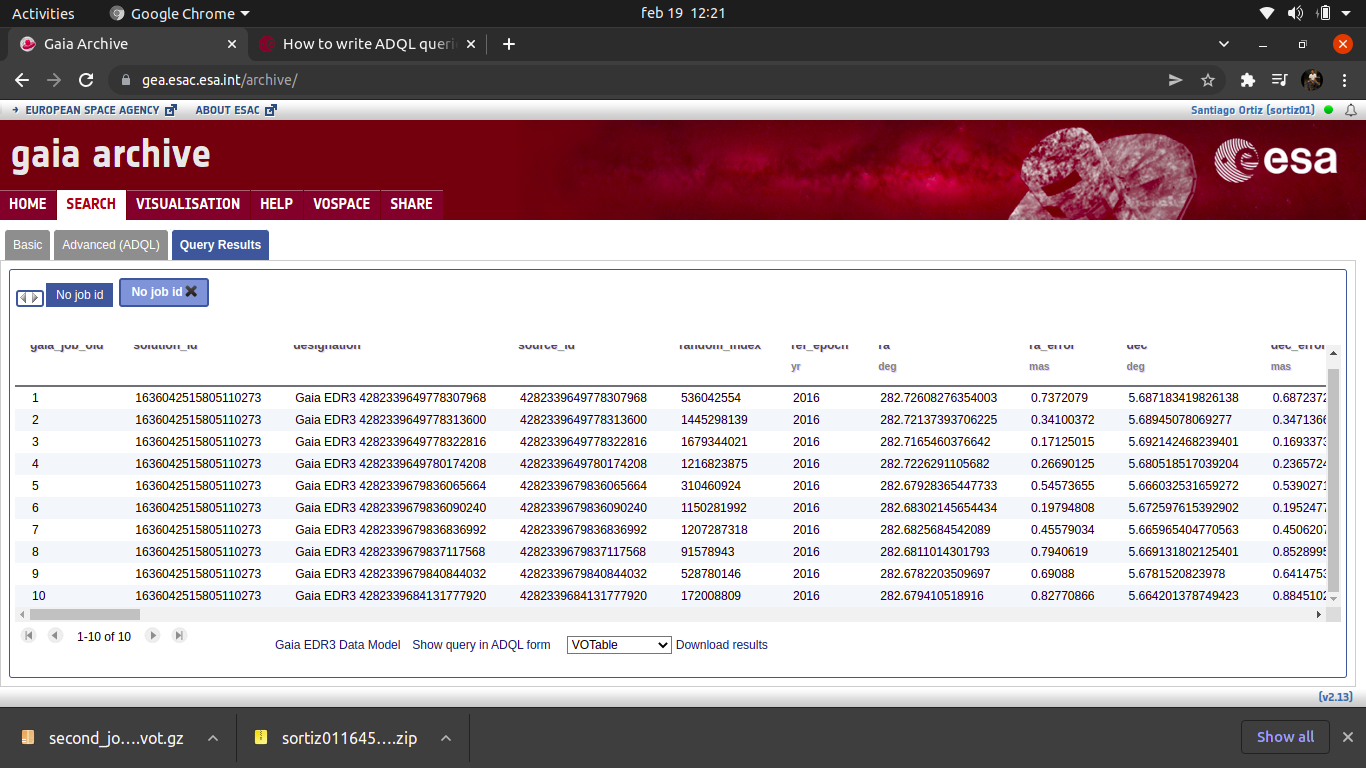 Activities Google Chrome feb 19 12:21
Gaia Archive How to write ADQL queri
gea.esac.esa.int/archive/
EUROPEAN SPACE AGENCY ABOUT ESAC Santiago Ortiz (sortiz01)
gaia archive esa
HOME SEARCH VISUALISATION HELP VOSPACE SHARE
Basic Advanced (ADQL) Query Results
No job id No job id
gaia_job_oid solution_id designation source_id random_index ref_epoch ra ra_error dec dec_error
yr deg mas deg mas
1 1636042515805110273 Gaia EDR3 4282339649778307968 4282339649778307968 536042554 2016 282.72608276354003 0.7372079 5.687183419826138 0.6872372
2 1636042515805110273 Gaia EDR3 4282339649778313600 4282339649778313600 1445298139 2016 282.72137393706225 0.34100372 5.68945078069277 0.3471366
3 1636042515805110273 Gaia EDR3 4282339649778322816 4282339649778322816 1679344021 2016 282.7165460376642 0.17125015 5.692142468239401 0.1693373
4 1636042515805110273 Gaia EDR3 4282339649780174208 4282339649780174208 1216823875 2016 282.7226291105682 0.26690125 5.680518517039204 0.2365724
5 1636042515805110273 Gaia EDR3 4282339679836065664 4282339679836065664 310460924 2016 282.67928365447733 0.54573655 5.666032531659272 0.5390271
6 1636042515805110273 Gaia EDR3 4282339679836090240 4282339679836090240 1150281992 2016 282.68302145654434 0.19794808 5.672597615392902 0.1952477
7 1636042515805110273 Gaia EDR3 4282339679836836992 4282339679836836992 1207287318 2016 282.6825684542089 0.45579034 5.665965404770563 0.4506207
8 1636042515805110273 Gaia EDR3 4282339679837117568 4282339679837117568 91578943 2016 282.6811014301793 0.7940619 5.669131802125401 0.8528995
9 1636042515805110273 Gaia EDR3 4282339679840844032 4282339679840844032 528780146 2016 282.6782203509697 0.69088 5.6781520823978 0.6414753
10 1636042515805110273 Gaia EDR3 4282339684131777920 4282339684131777920 172008809 2016 282.679410518916 0.82770866 5.664201378749423 0.8845102
1-10 of 10
Gaia EDR3 Data Model Show query in ADQL form VOTable Download results
(v2.13)
second_jo....vot.gz sortiz011645....zip Show all